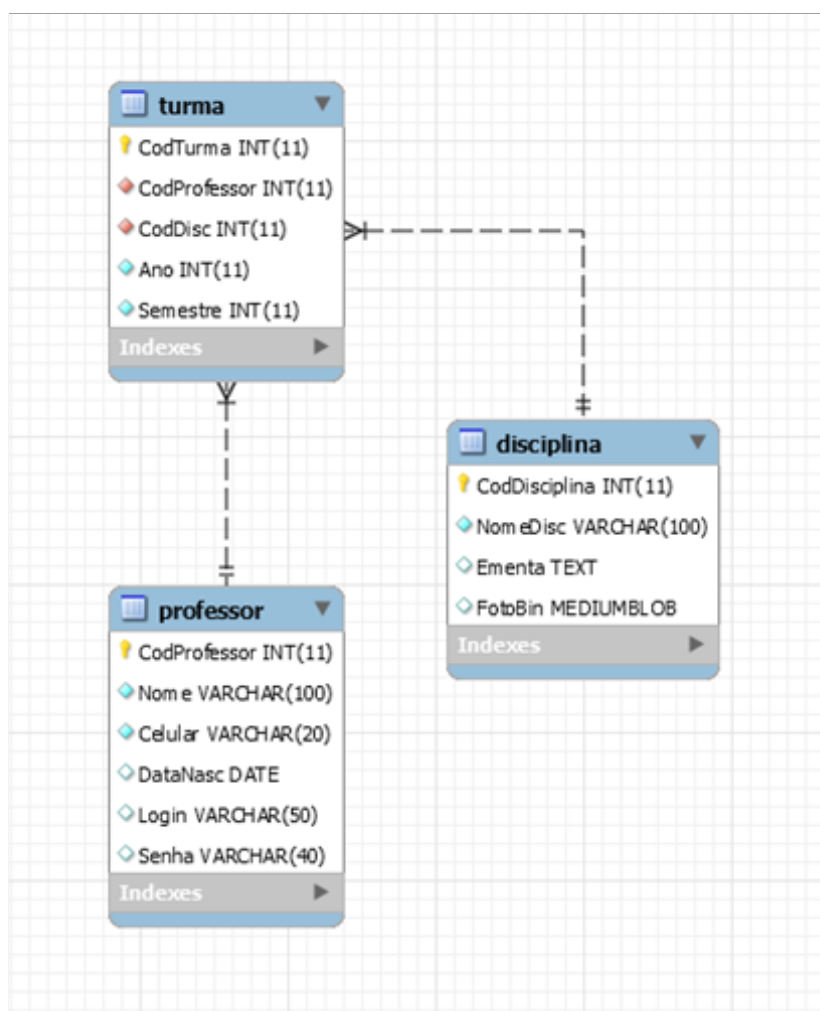 turma
CodTurma INT(11)
CodProfessor INT(11)
CodDisc INT(11)
Ano INT(11)
Semestre INT(11)
Indexes
disciplina
CodDisciplina INT(11)
NomeDisc VARCHAR(100)
Ementa TEXT
FotoBin MEDIUMBLOB
Indexes
professor
CodProfessor INT(11)
Nome VARCHAR(100)
Celular VARCHAR(20)
DataNasc DATE
Login VARCHAR(50)
Senha VARCHAR(40)
Indexes